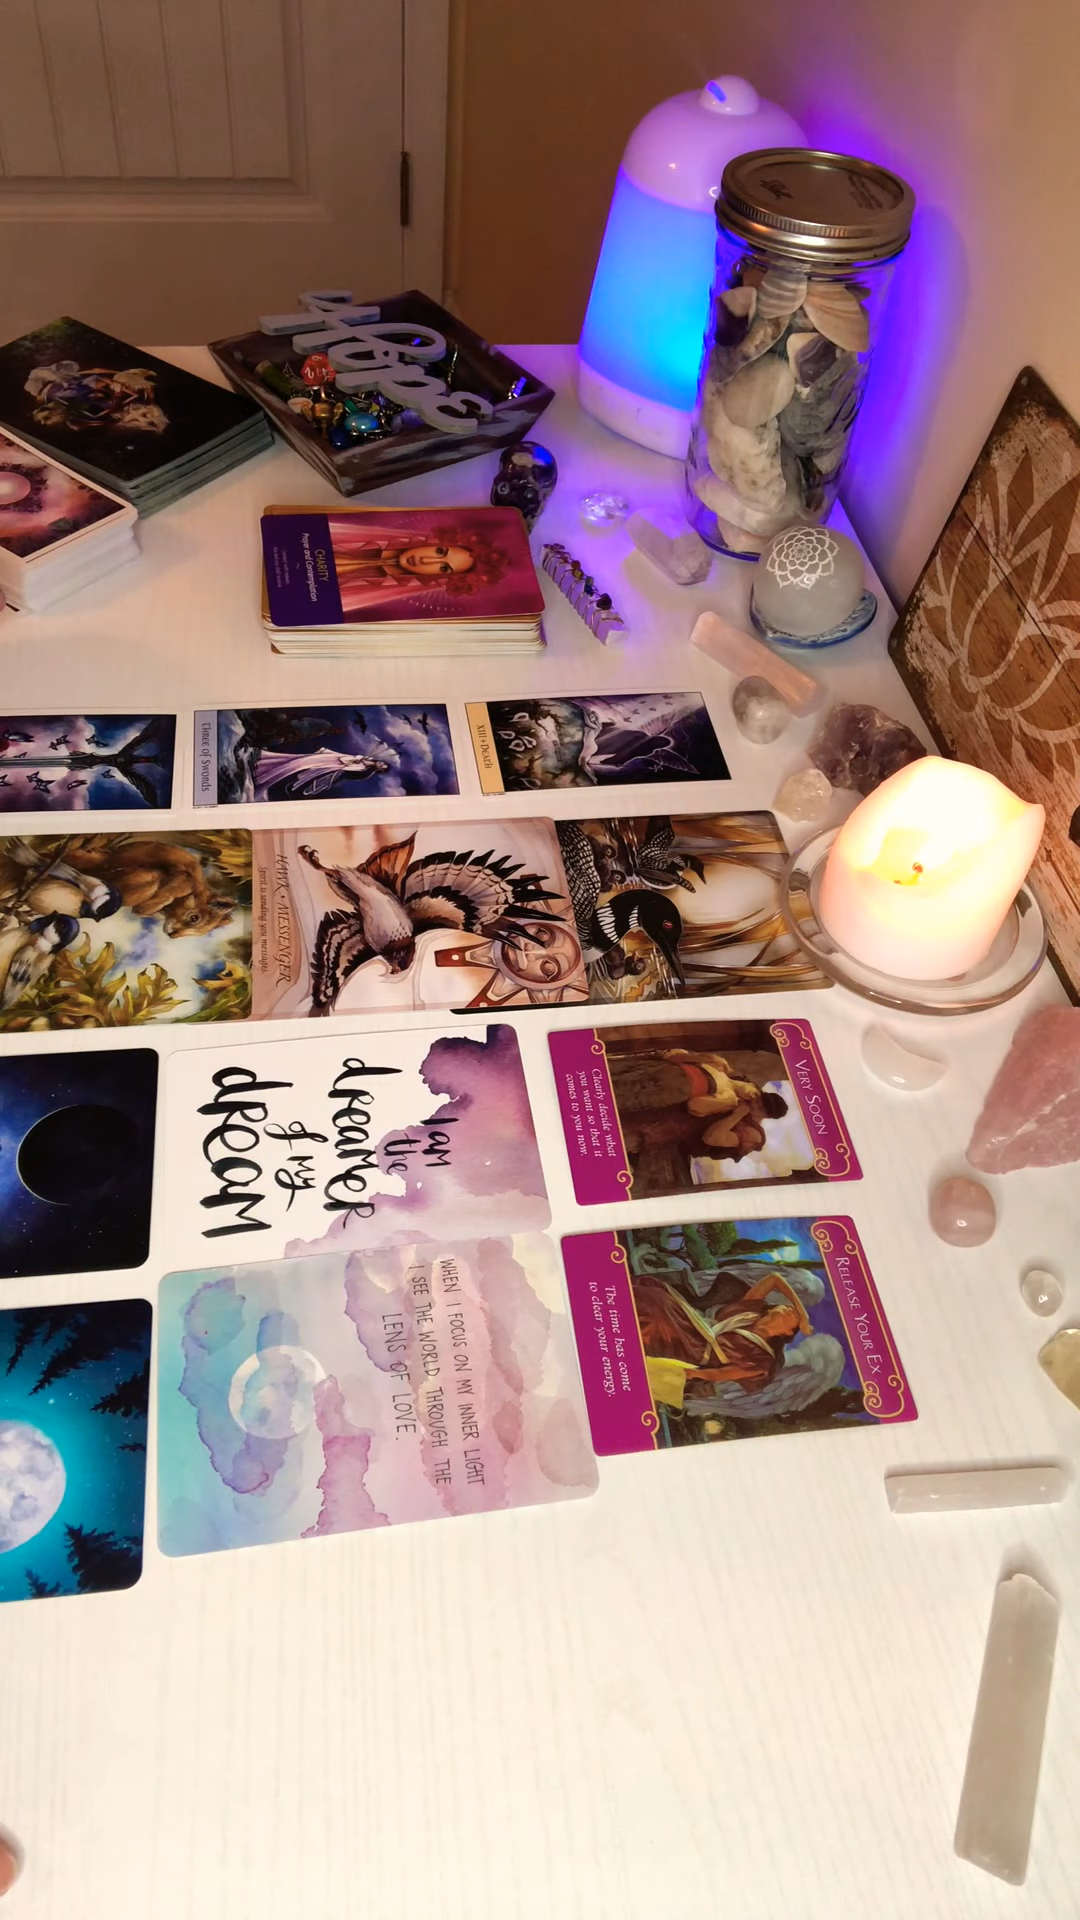 Hope
CHARITY
Prayer and Contemplation
Three of Swords
XIII • Death
HAWK • MESSENGER
Spirit is sending you messages.
I am
the
dreamer
of my
dream
VERY SOON
Clearly decide what
you want so that it
comes to you now.
WHEN I FOCUS ON MY INNER LIGHT
I SEE THE WORLD THROUGH THE
LENS OF LOVE.
RELEASE YOUR EX
The time has come
to clear your energy.